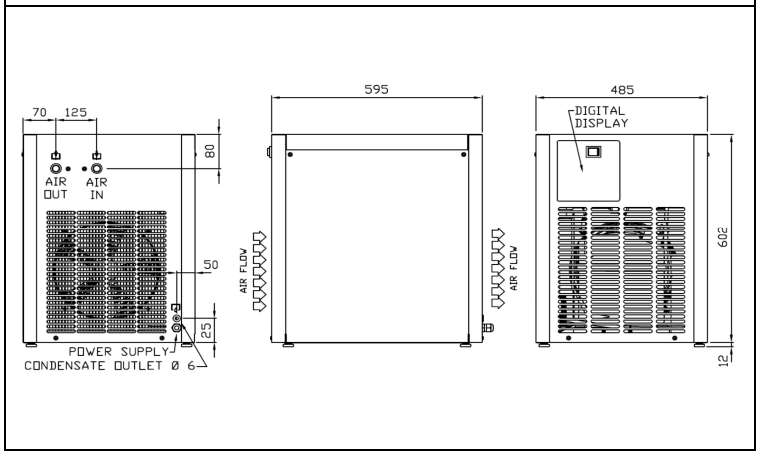 70 125
80
AIR
OUT
AIR
IN
50
25
POWER SUPPLY
CONDENSATE OUTLET Ø 6
595
AIR FLOW
AIR FLOW
485
DIGITAL
DISPLAY
602
12